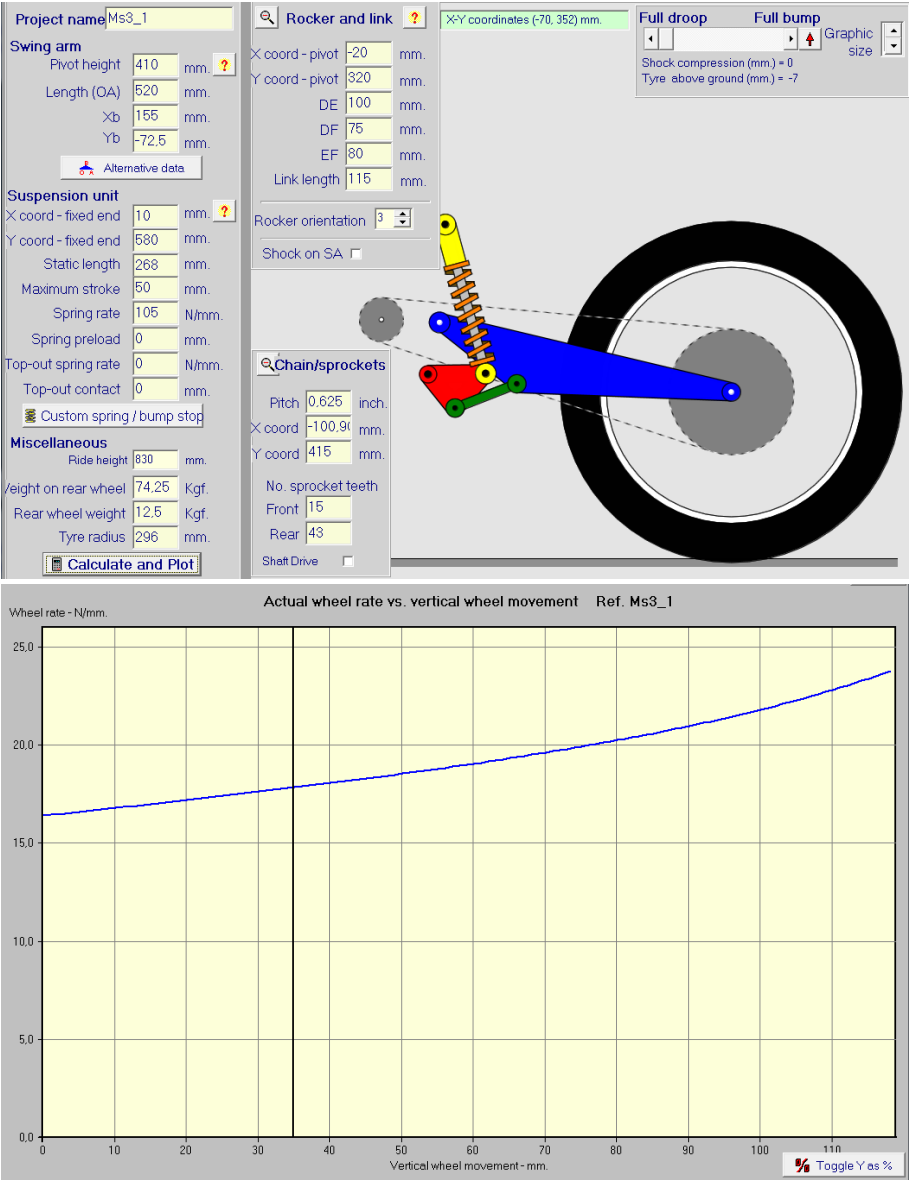 Project name Ms3_1
Swing arm
Pivot height 410 mm. ?
Length (OA) 520 mm.
Xb 155 mm.
Yb -72,5 mm.
Alternative data
Suspension unit
X coord - fixed end 10 mm. ?
Y coord - fixed end 580 mm.
Static length 268 mm.
Maximum stroke 50 mm.
Spring rate 105 N/mm.
Spring preload 0 mm.
Top-out spring rate 0 N/mm.
Top-out contact 0 mm.
Custom spring / bump stop
Miscellaneous
Ride height 830 mm.
eight on rear wheel 74,25 Kgf.
Rear wheel weight 12,5 Kgf.
Tyre radius 296 mm.
Calculate and Plot
Rocker and link ?
X coord - pivot -20 mm.
Y coord - pivot 320 mm.
DE 100 mm.
DF 75 mm.
EF 80 mm.
Link length 115 mm.
Rocker orientation 3
Shock on SA
Chain/sprockets
Pitch 0,625 inch.
X coord -100,90 mm.
Y coord 415 mm.
No. sprocket teeth
Front 15
Rear 43
Shaft Drive
X-Y coordinates (-70, 352) mm.
Full droop Full bump
Graphic
size
Shock compression (mm.) = 0
Tyre above ground (mm.) = -7
Actual wheel rate vs. vertical wheel movement Ref. Ms3_1
Wheel rate - N/mm.
25,0
20,0
15,0
10,0
5,0
0,0
0 10 20 30 40 50 60 70 80 90 100 110
Vertical wheel movement - mm.
Toggle Y as %